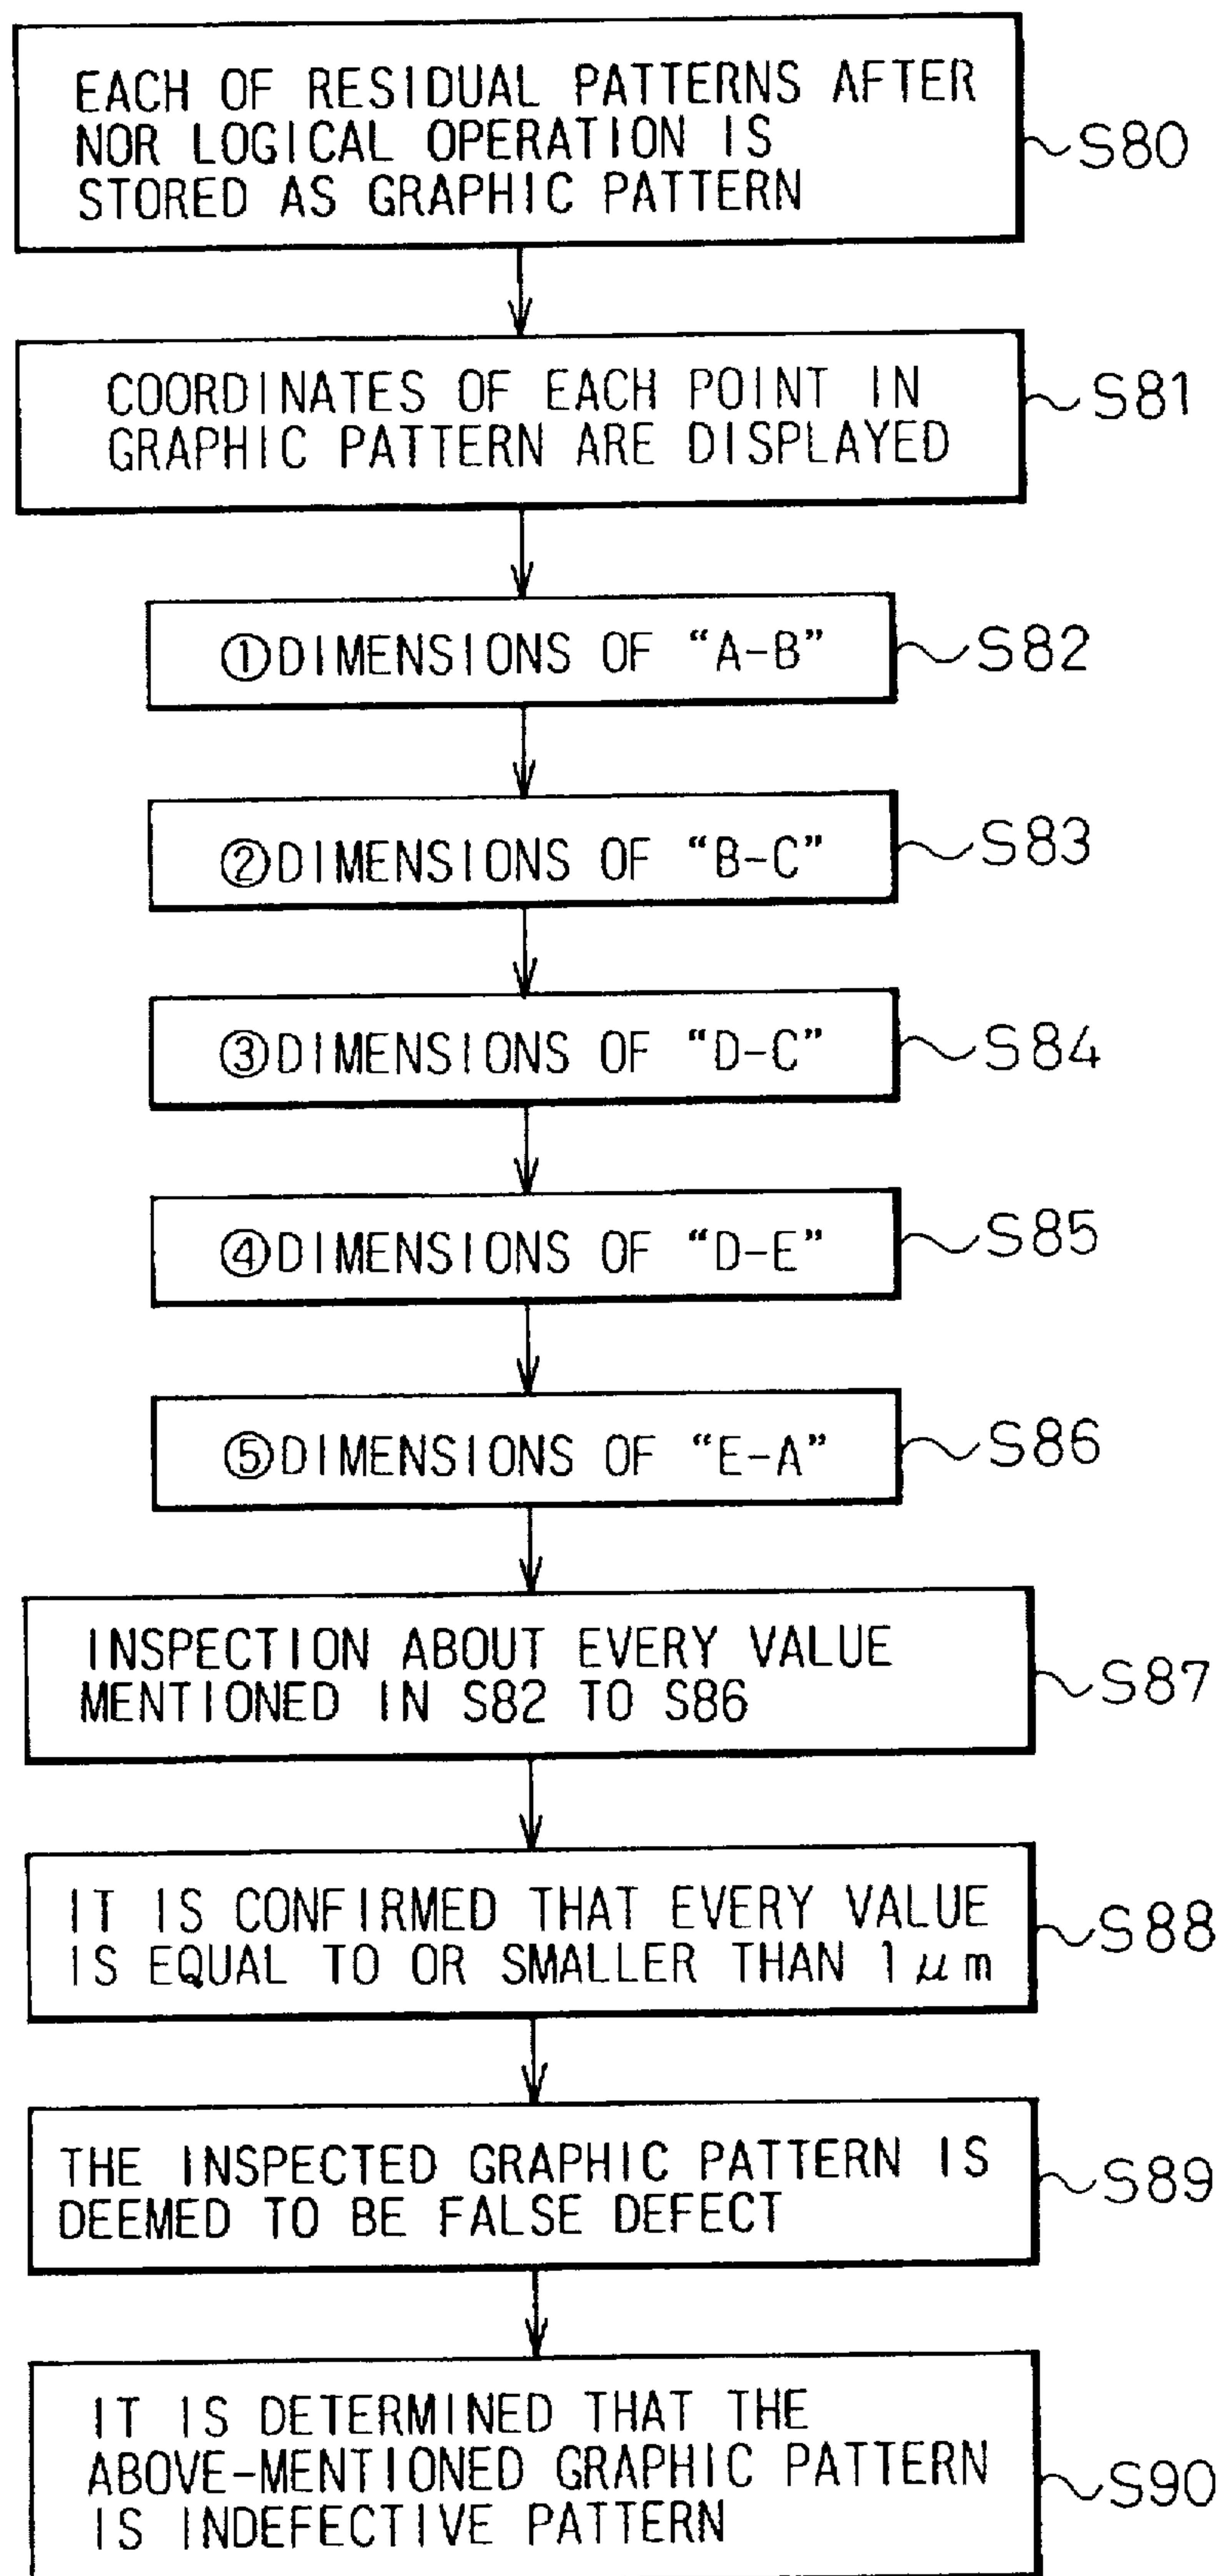 EACH OF RESIDUAL PATTERNS AFTER
NOR LOGICAL OPERATION IS
STORED AS GRAPHIC PATTERN
S80
COORDINATES OF EACH POINT IN
GRAPHIC PATTERN ARE DISPLAYED
S81
①DIMENSIONS OF “A-B”
S82
②DIMENSIONS OF “B-C”
S83
③DIMENSIONS OF “D-C”
S84
④DIMENSIONS OF “D-E”
S85
⑤DIMENSIONS OF “E-A”
S86
INSPECTION ABOUT EVERY VALUE
MENTIONED IN S82 TO S86
S87
IT IS CONFIRMED THAT EVERY VALUE
IS EQUAL TO OR SMALLER THAN 1μm
S88
THE INSPECTED GRAPHIC PATTERN IS
DEEMED TO BE FALSE DEFECT
S89
IT IS DETERMINED THAT THE
ABOVE-MENTIONED GRAPHIC PATTERN
IS INDEFECTIVE PATTERN
S90